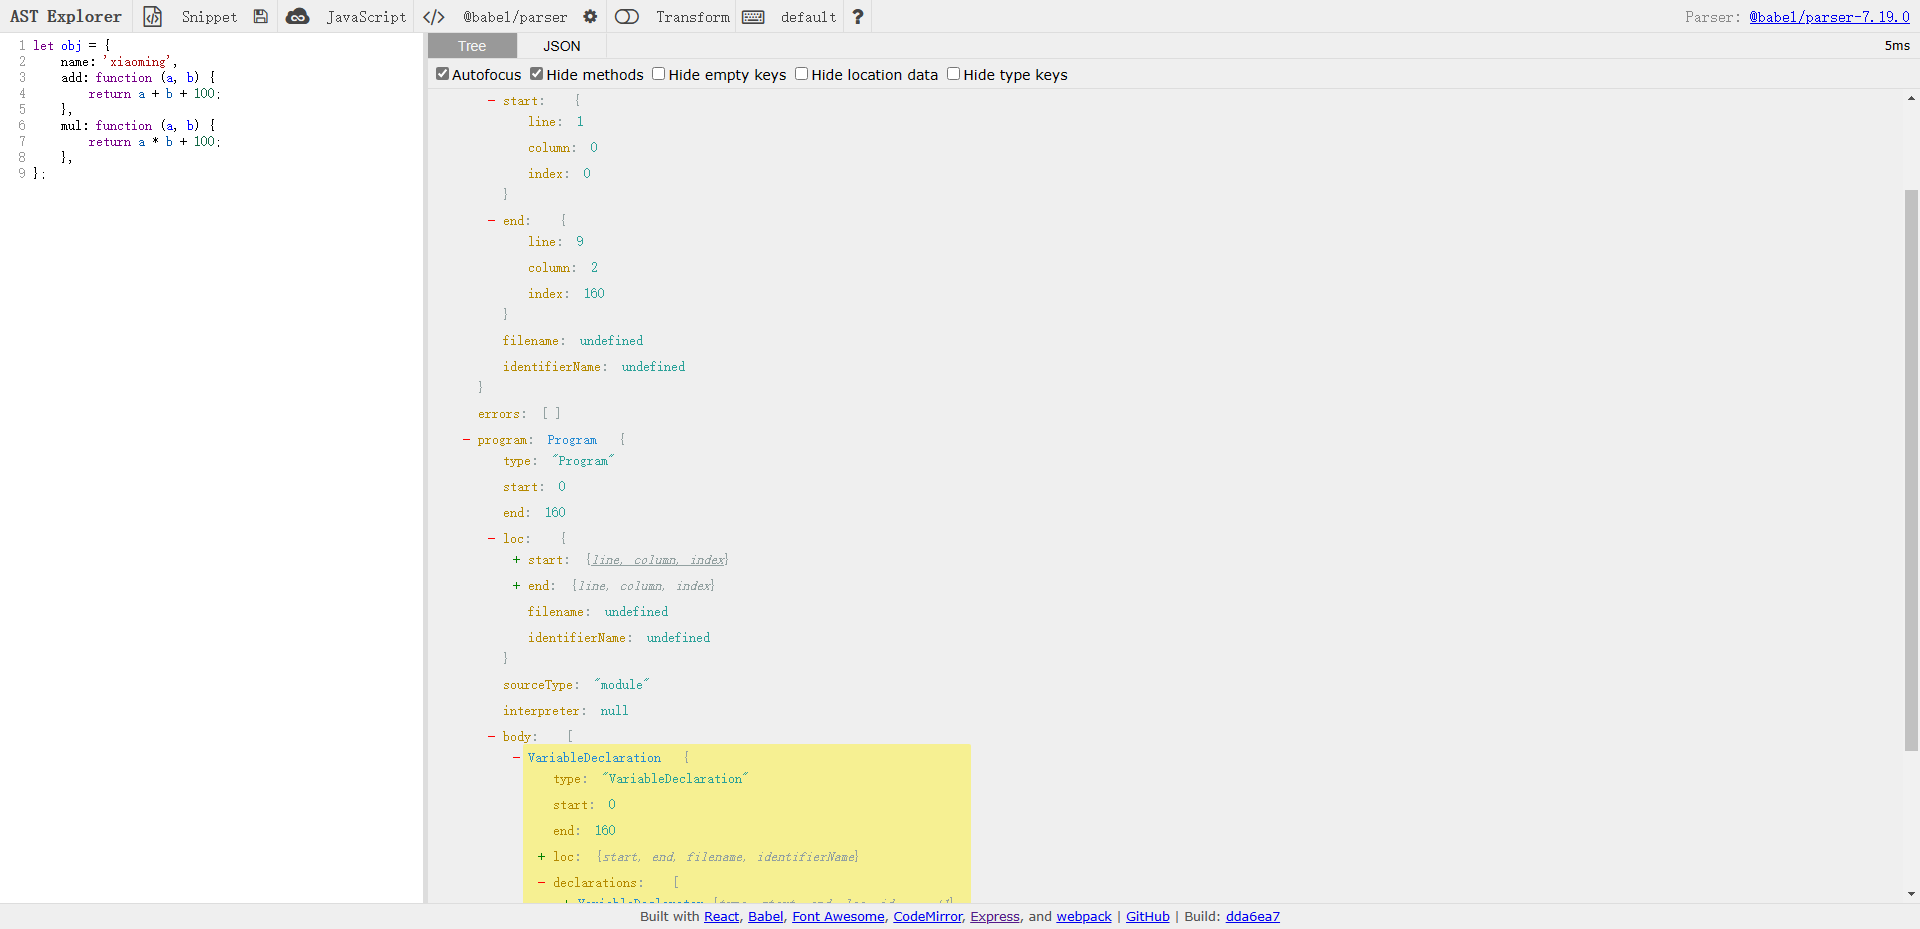 AST Explorer Snippet JavaScript </> @babel/parser Transform default ? Parser: @babel/parser-7.19.0
1 let obj = {
2 name: 'xiaoming',
3 add: function (a, b) {
4 return a + b + 100;
5 },
6 mul: function (a, b) {
7 return a * b + 100;
8 },
9 };
Tree JSON 5ms
Autofocus Hide methods Hide empty keys Hide location data Hide type keys
- start: {
line: 1
column: 0
index: 0
}
- end: {
line: 9
column: 2
index: 160
}
filename: undefined
identifierName: undefined
}
errors: [ ]
- program: Program {
type: "Program"
start: 0
end: 160
- loc: {
+ start: {line, column, index}
+ end: {line, column, index}
filename: undefined
identifierName: undefined
}
sourceType: "module"
interpreter: null
- body: [
- VariableDeclaration {
type: "VariableDeclaration"
start: 0
end: 160
+ loc: {start, end, filename, identifierName}
- declarations: [
Built with React, Babel, Font Awesome, CodeMirror, Express, and webpack | GitHub | Build: dda6ea7